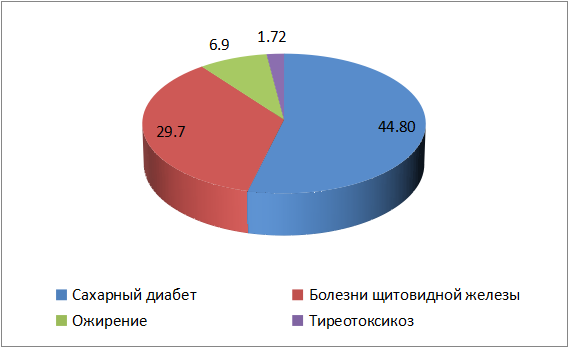 1.72
6.9
44.80
29.7
Сахарный диабет
Болезни щитовидной железы
Ожирение
Тиреотоксикоз